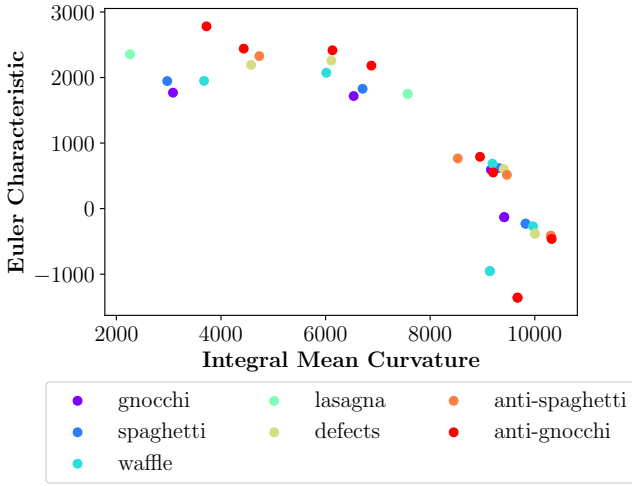 3000
2000
1000
0
−1000
Euler Characteristic
2000 4000 6000 8000 10000
Integral Mean Curvature
gnocchi lasagna anti-spaghetti
spaghetti defects anti-gnocchi
waffle